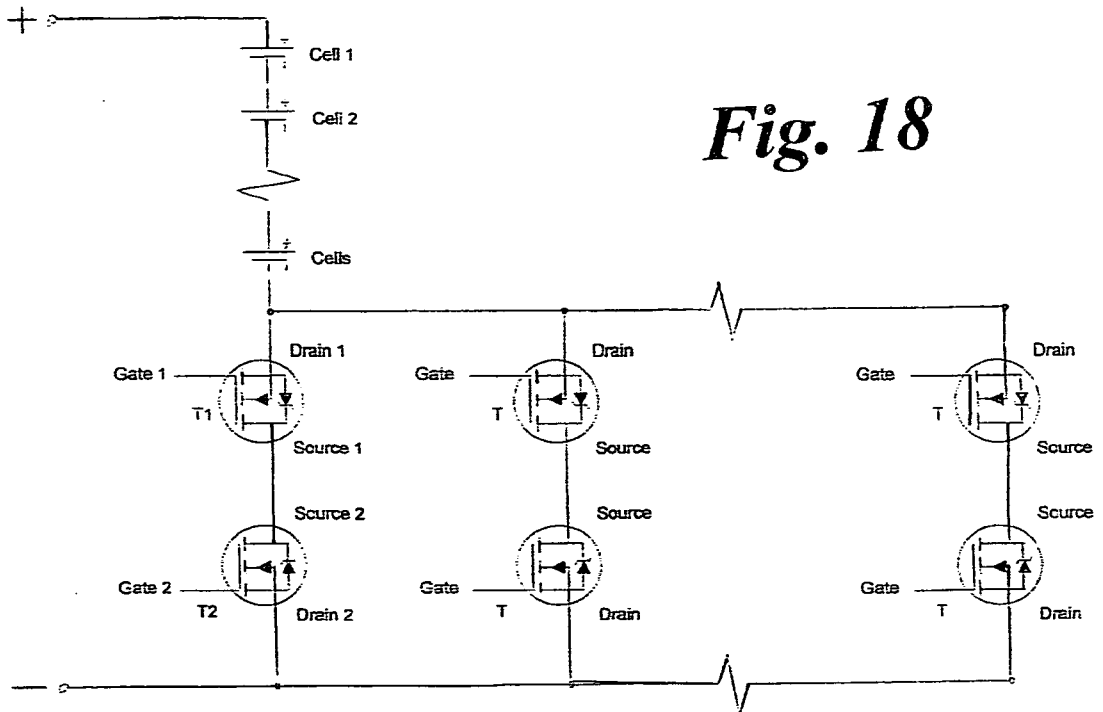 +
Cell 1
Cell 2
Fig. 18
Cells
Drain 1
Drain
Drain
Gate 1
Gate
Gate
T1
T
T
Source 1
Source
Source
Source 2
Source
Source
Gate 2
Gate
Gate
T2
Drain 2
T
Drain
T
Drain